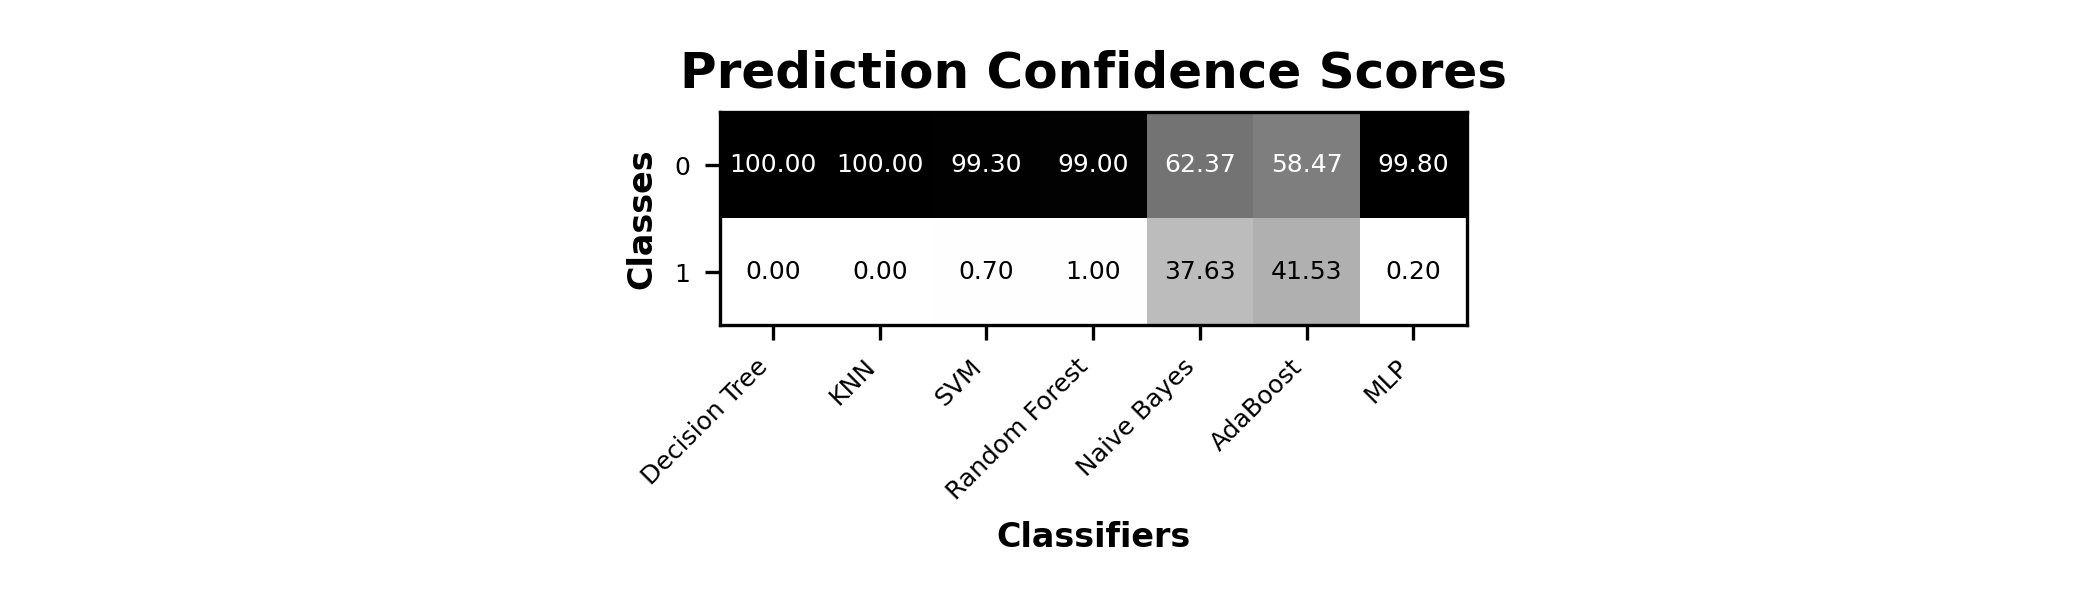 Prediction Confidence Scores
Classes
0 100.00 100.00 99.30 99.00 62.37 58.47 99.80
1 0.00 0.00 0.70 1.00 37.63 41.53 0.20
Decision Tree
KNN
SVM
Random Forest
Naive Bayes
AdaBoost
MLP
Classifiers